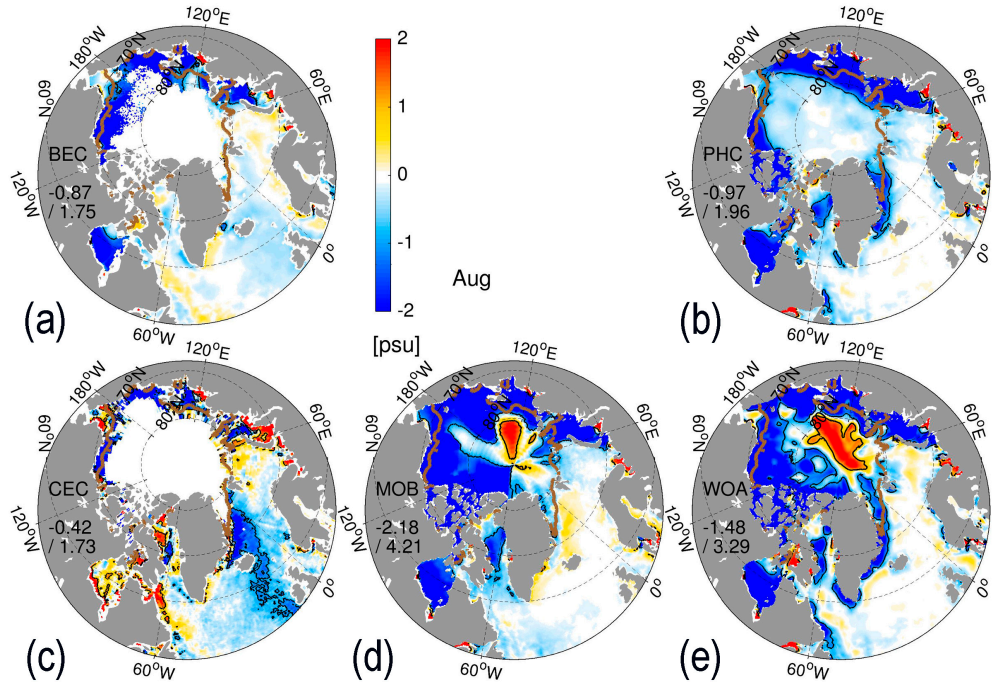 120°E
180°W
70°N
80°N
60°E
60°N
BEC
-0.87
/ 1.75
120°W
0°
60°W
(a)
2
1
0
-1
-2
[psu]
Aug
120°E
180°W
70°N
80°N
60°E
60°N
PHC
-0.97
/ 1.96
120°W
0°
60°W
(b)
120°E
180°W
70°N
80°N
60°E
60°N
CEC
-0.42
/ 1.73
120°W
0°
60°W
(c)
120°E
180°W
70°N
80°N
60°E
60°N
MOB
-2.18
/ 4.21
120°W
0°
60°W
(d)
120°E
180°W
70°N
80°N
60°E
60°N
WOA
-1.48
/ 3.29
120°W
0°
60°W
(e)